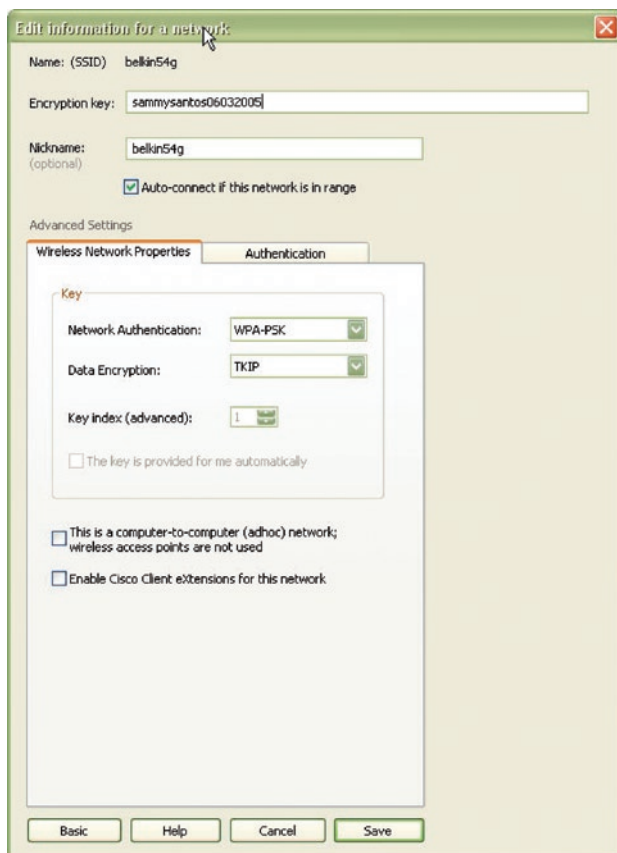 Edit information for a network
Name: (SSID) belkin54g
Encryption key: sammysantos06032005
Nickname: belkin54g
(optional)
Auto-connect if this network is in range
Advanced Settings
Wireless Network Properties Authentication
Key
Network Authentication: WPA-PSK
Data Encryption: TKIP
Key index (advanced): 1
The key is provided for me automatically
This is a computer-to-computer (adhoc) network;
wireless access points are not used
Enable Cisco Client eXtensions for this network
Basic Help Cancel Save